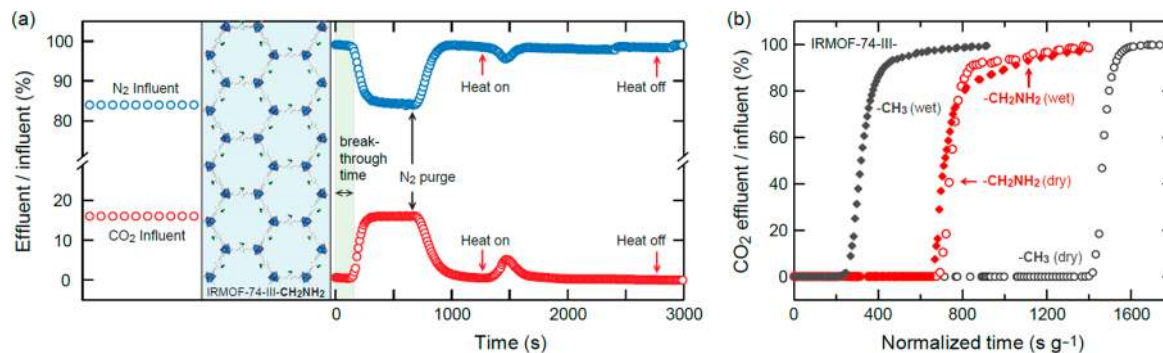 (a)
Effluent / influent (%)
100
90
80
20
10
0
N2 Influent
CO2 Influent
IRMOF-74-III-CH2NH2
break-
through
time
N2 purge
Heat on
Heat off
Heat on
Heat off
0
1000
2000
3000
Time (s)
(b)
CO2 effluent / influent (%)
100
80
60
40
20
0
IRMOF-74-III-
-CH3 (wet)
-CH2NH2 (wet)
-CH2NH2 (dry)
-CH3 (dry)
0
400
800
1200
1600
Normalized time (s g–1)